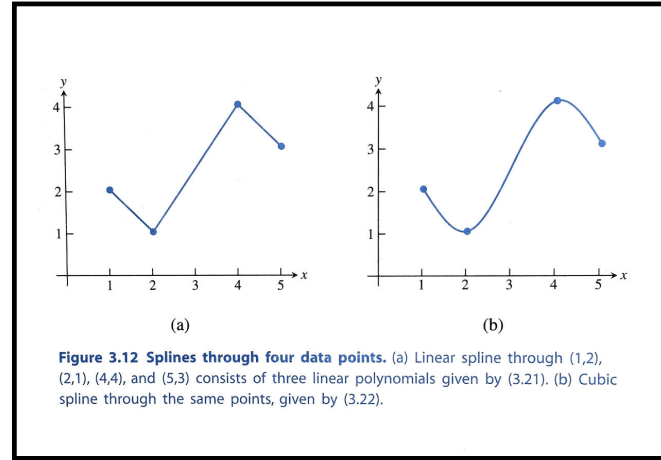 y
4
3
2
1
1 2 3 4 5 x
(a)
y
4
3
2
1
1 2 3 4 5 x
(b)
Figure 3.12 Splines through four data points. (a) Linear spline through (1,2),
(2,1), (4,4), and (5,3) consists of three linear polynomials given by (3.21). (b) Cubic
spline through the same points, given by (3.22).